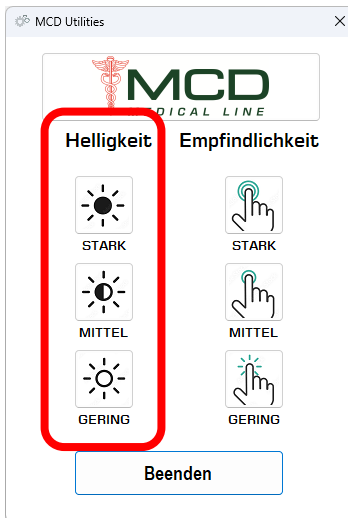 MCD Utilities
MCD
MEDICAL LINE
Helligkeit Empfindlichkeit
STARK STARK
MITTEL MITTEL
GERING GERING
Beenden